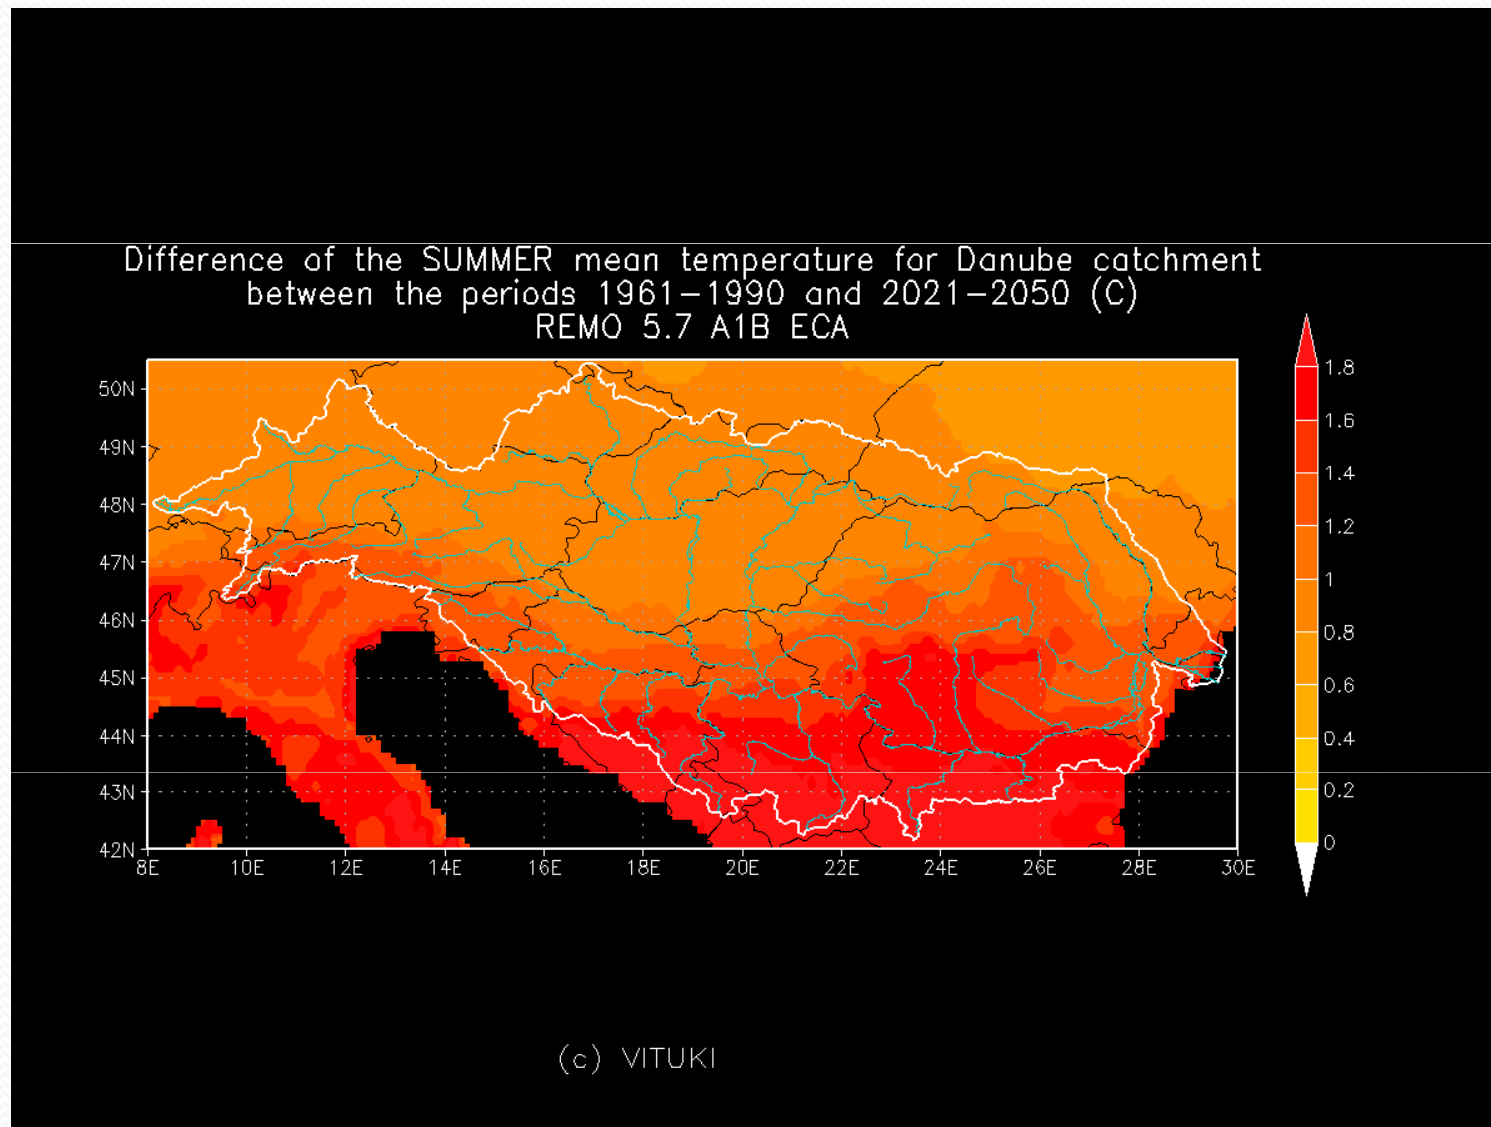 Difference of the SUMMER mean temperature for Danube catchment
between the periods 1961-1990 and 2021-2050 (C)
REMO 5.7 A1B ECA
50N
49N
48N
47N
46N
45N
44N
43N
42N
8E 10E 12E 14E 16E 18E 20E 22E 24E 26E 28E 30E
1.8
1.6
1.4
1.2
1
0.8
0.6
0.4
0.2
0
(c) VITUKI